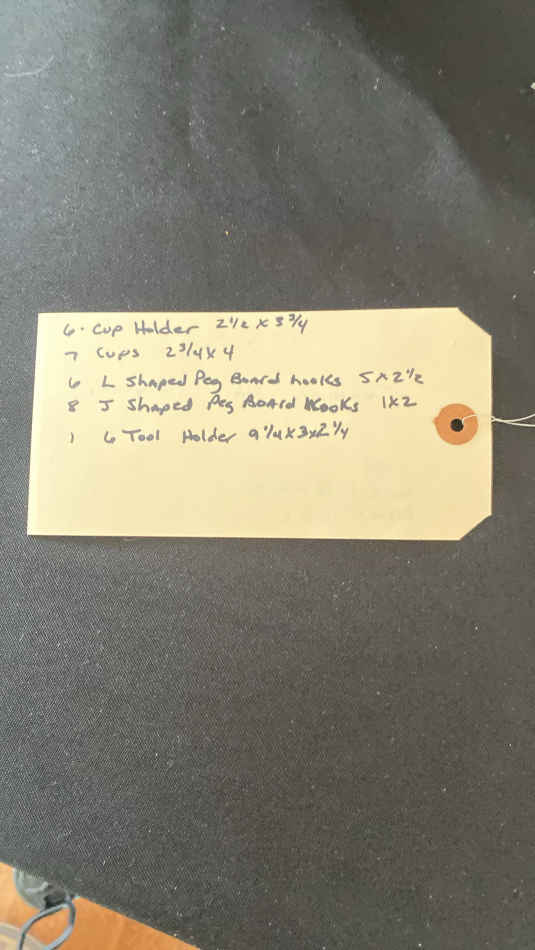 6. Cup Holder 2 1/2 x 3 3/4
7 Cups 2 3/4 x 4
6 L Shaped Peg Board hooks 5 x 2 1/2
8 J Shaped Peg Board Hooks 1x2
1 6 Tool Holder 9 1/4 x 3 x 2 1/4